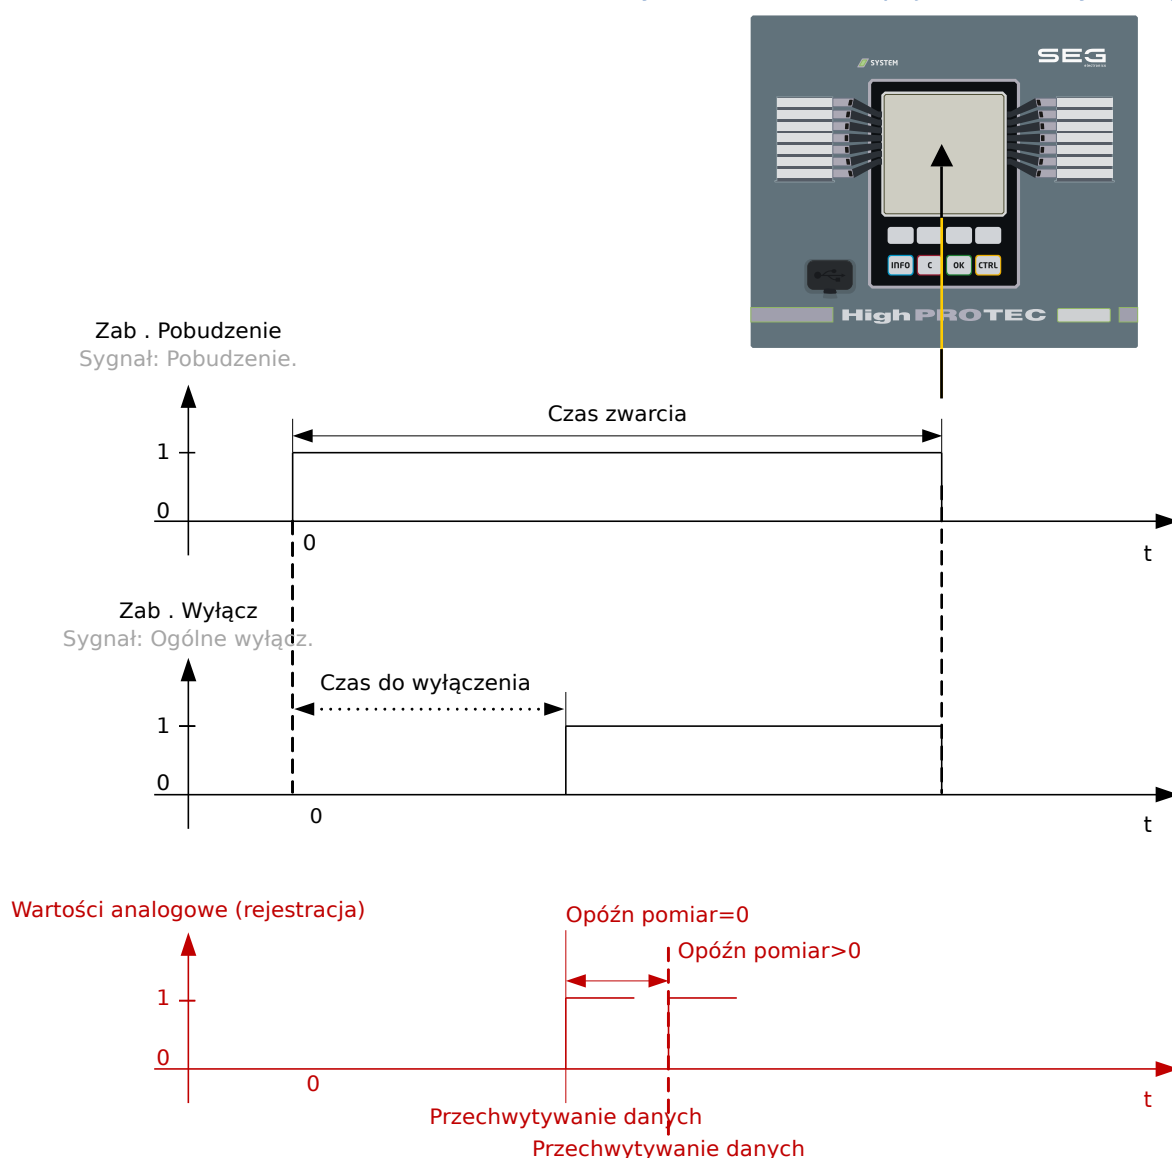 SYSTEM
SEG
electronics
INFO C OK CTRL
HighPROTEC
Zab . Pobudzenie
Sygnał: Pobudzenie.
Czas zwarcia
1
0
0
t
Zab . Wyłącz
Sygnał: Ogólne wyłącz.
Czas do wyłączenia
1
0
0
t
Wartości analogowe (rejestracja)
Opóźn pomiar=0
Opóźn pomiar>0
1
0
0
t
Przechwytywanie danych
Przechwytywanie danych